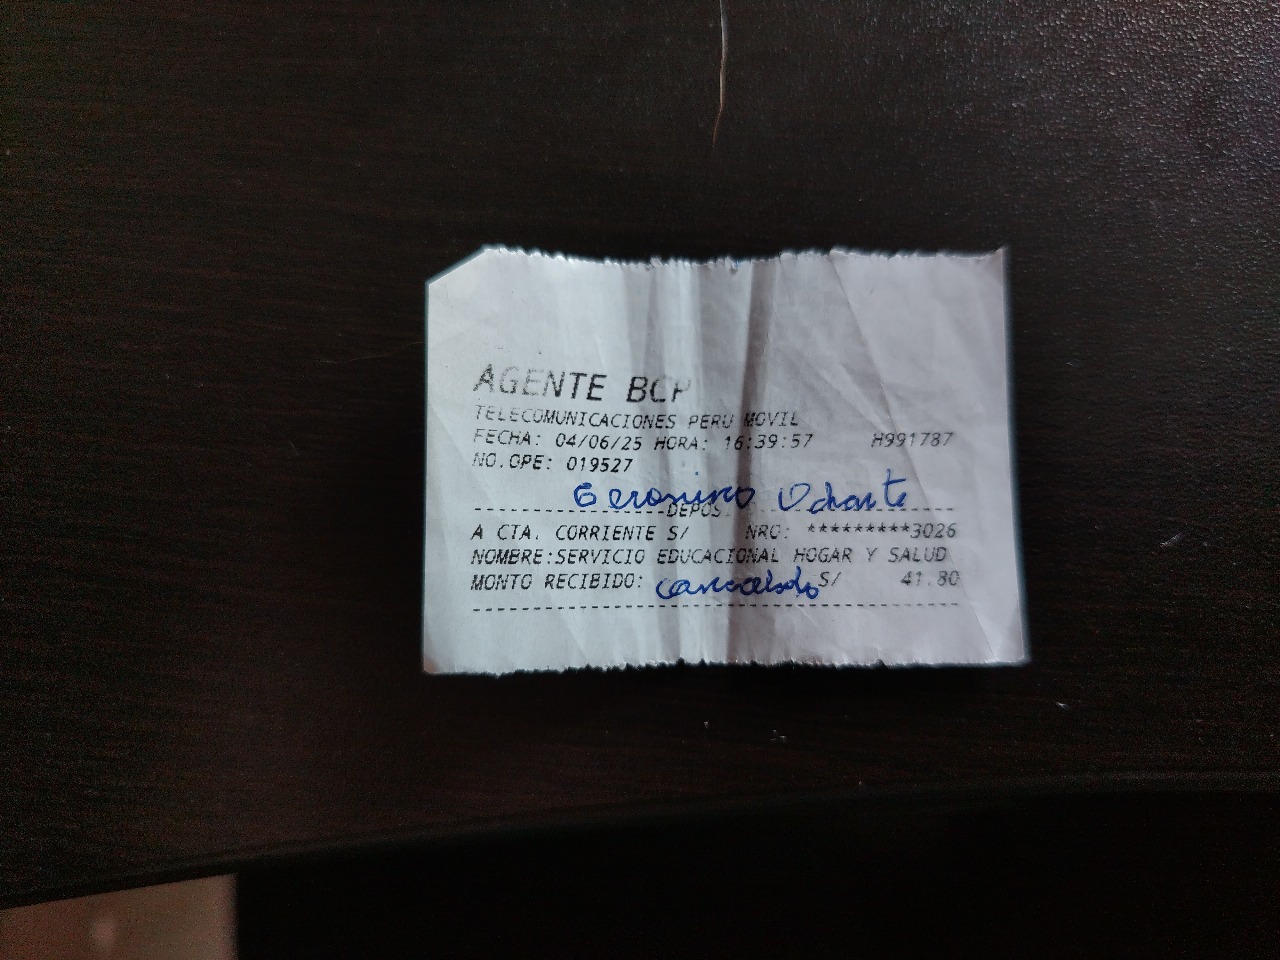 AGENTE BCP
TELECOMUNICACIONES PERU MOVIL
FECHA: 04/06/25 HORA: 16:39:57 H991787
NO.OPE: 019527
Geronimo Uchante
--------------------DEPOS--------------------
A CTA. CORRIENTE S/ NRO: *********3026
NOMBRE:SERVICIO EDUCACIONAL HOGAR Y SALUD
MONTO RECIBIDO: cancelado S/ 41.80